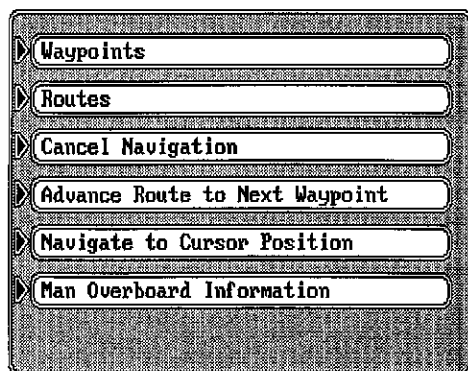 Waypoints
Routes
Cancel Navigation
Advance Route to Next Waypoint
Navigate to Cursor Position
Man Overboard Information